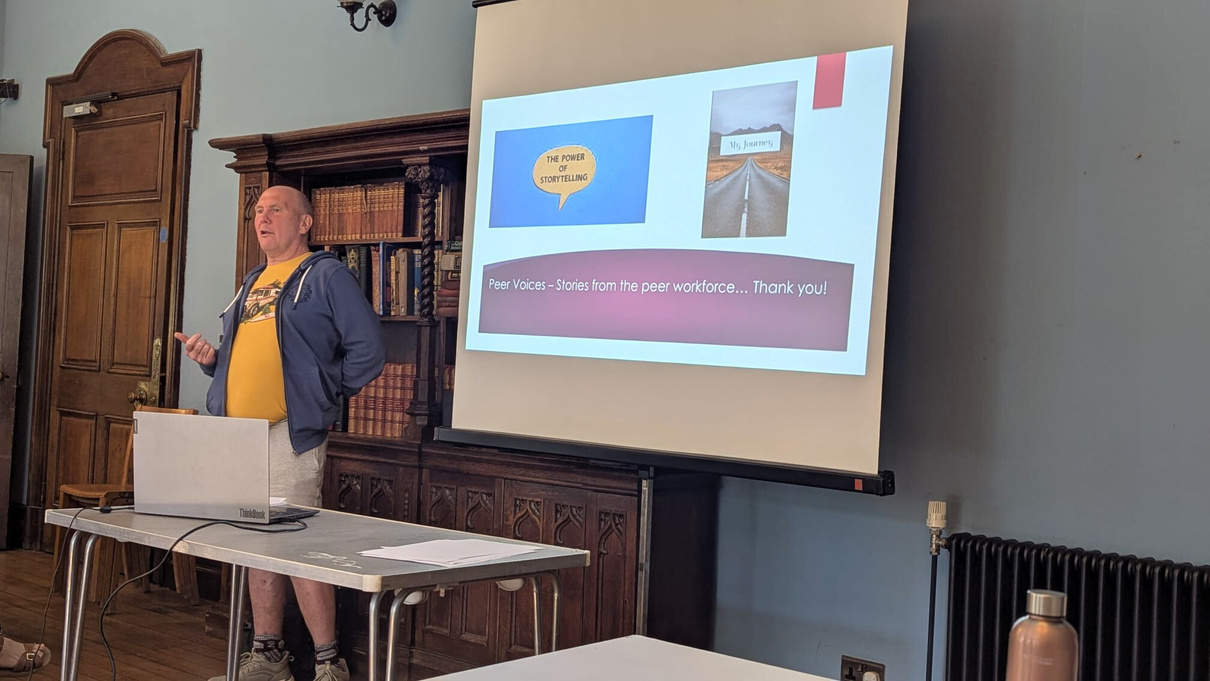 THE POWER
OF
STORYTELLING
My Journey
Peer Voices – Stories from the peer workforce... Thank you!
ThinkBook